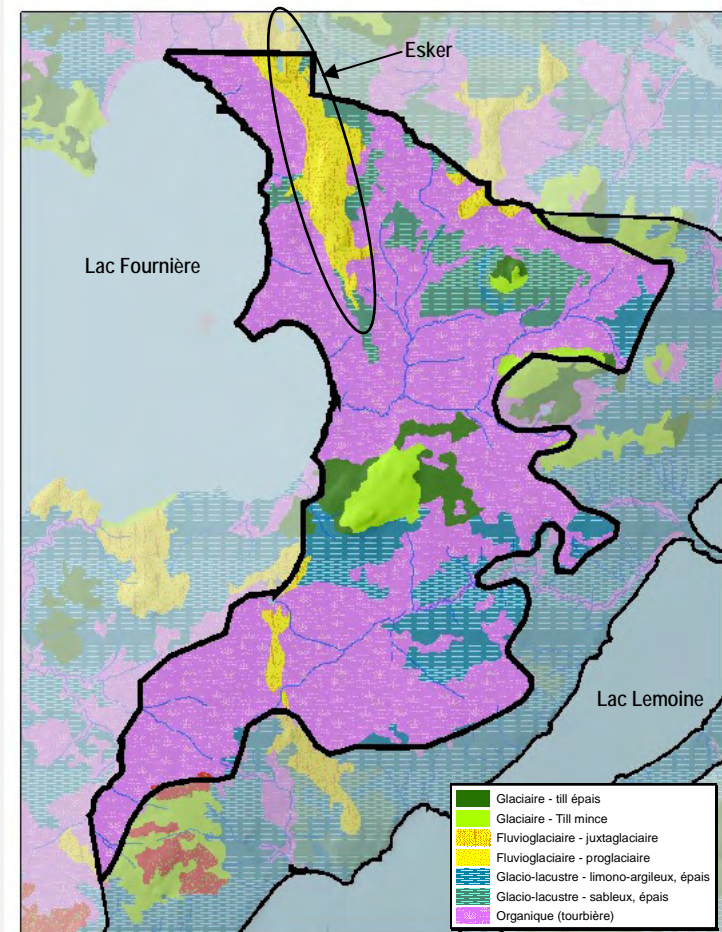 Esker
Lac Fournière
Lac Lemoine
Glaciaire - till épais
Glaciaire - Till mince
Fluvioglaciaire - juxtaglaciaire
Fluvioglaciaire - proglaciaire
Glacio-lacustre - limono-argileux, épais
Glacio-lacustre - sableux, épais
Organique (tourbière)